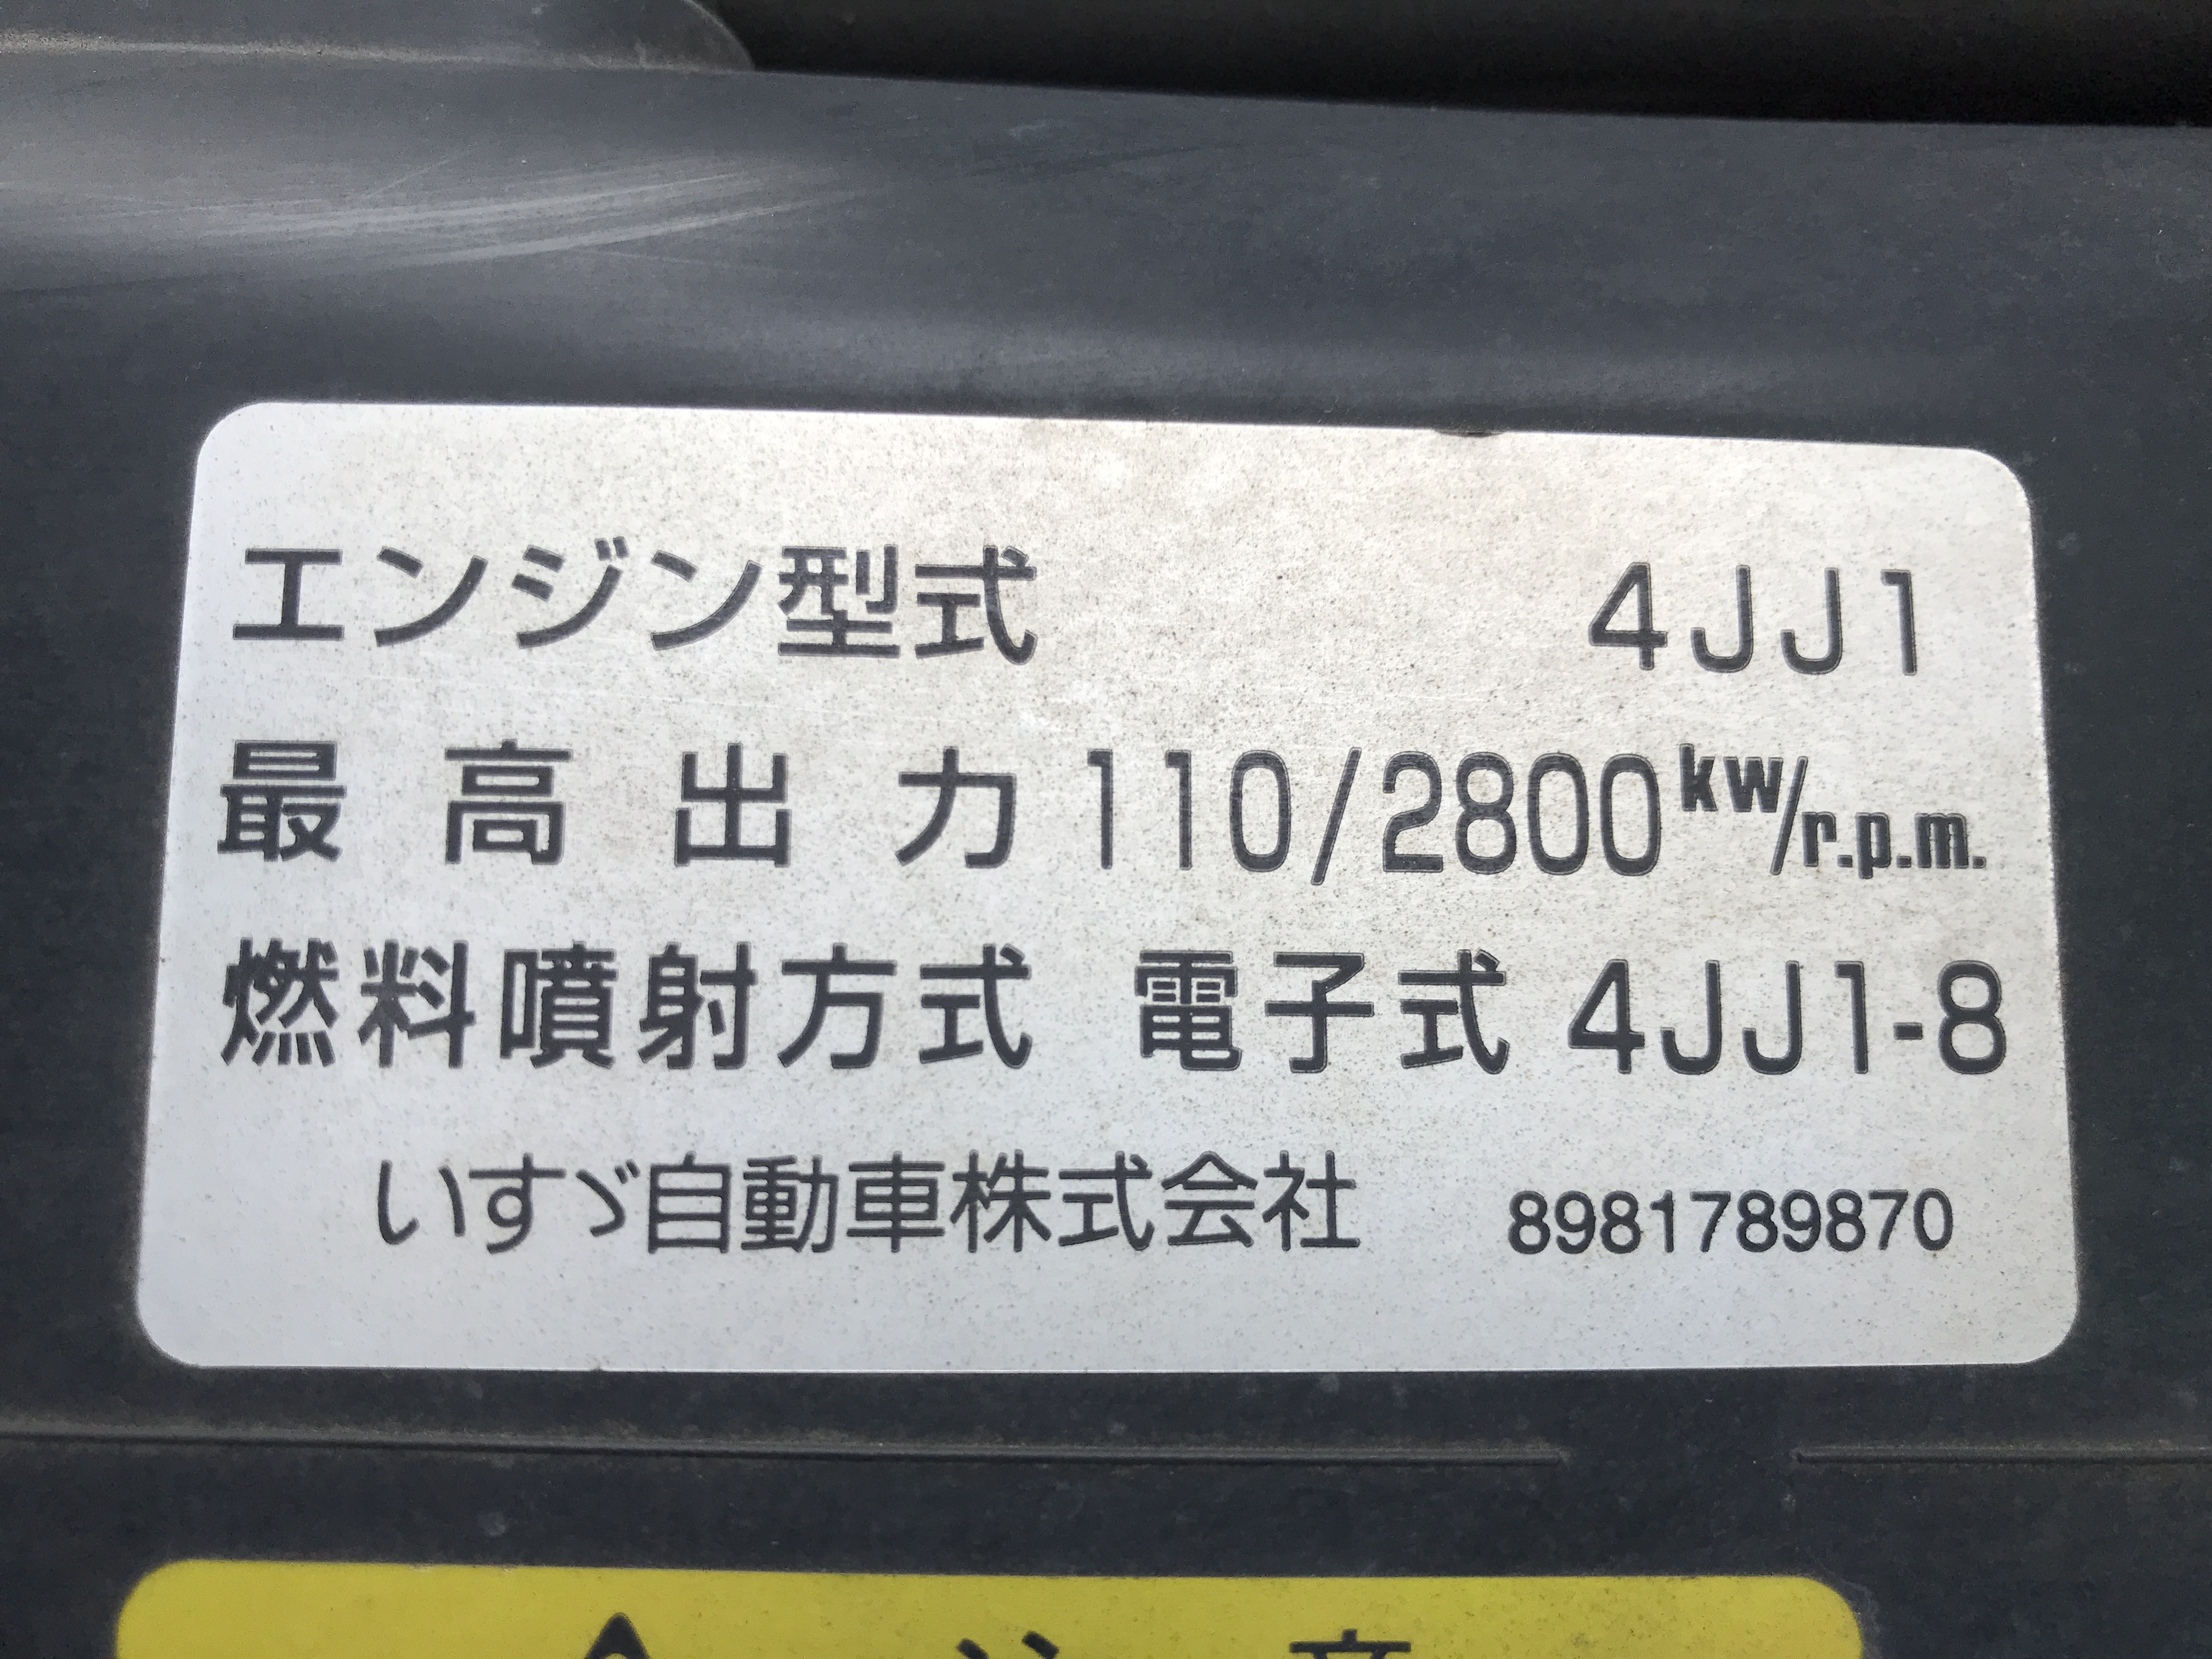 エンジン型式 4JJ1
最高出力 110/2800 kw/r.p.m.
燃料噴射方式 電子式 4JJ1-8
いすゞ自動車株式会社 8981789870